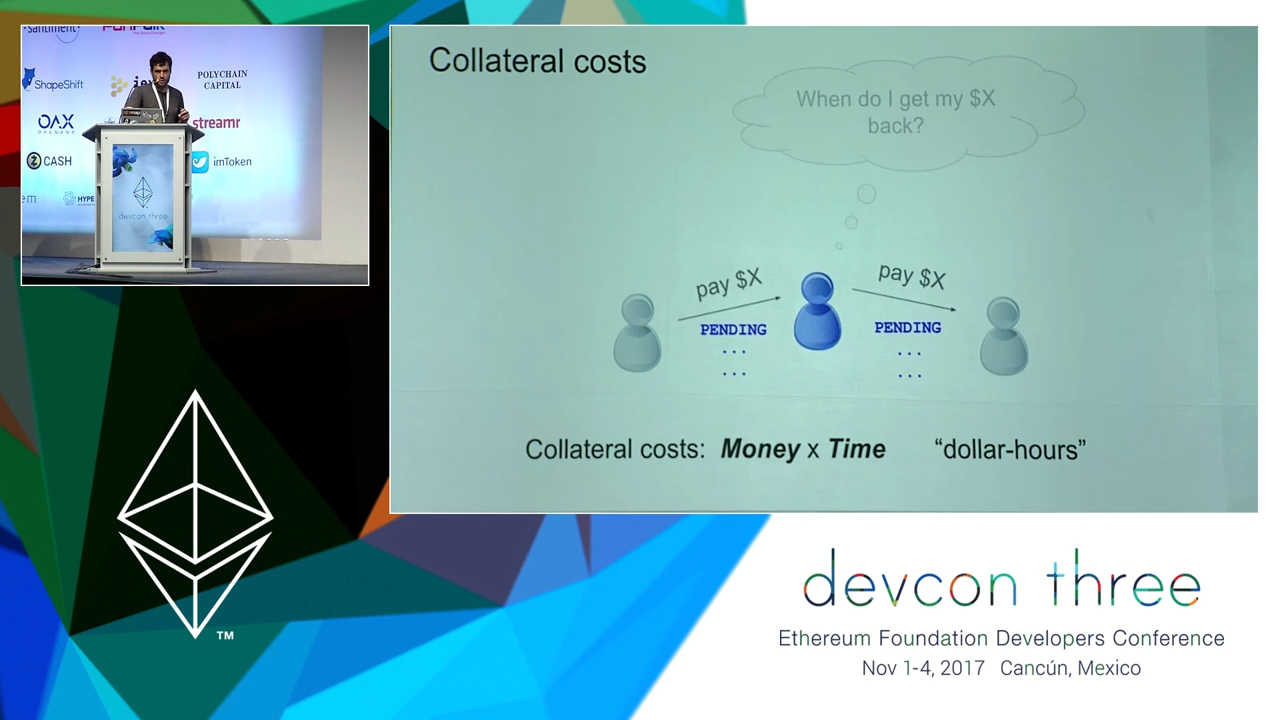 santiment
FunFair
ShapeShift
POLYCHAIN
CAPITAL
OAX
streamr
CASH
imToken
HYPE
devcon three
Collateral costs
When do I get my $X
back?
pay $X
pay $X
PENDING
PENDING
...
...
...
...
Collateral costs: Money x Time "dollar-hours"
TM
devcon three
Ethereum Foundation Developers Conference
Nov 1-4, 2017 Cancún, Mexico